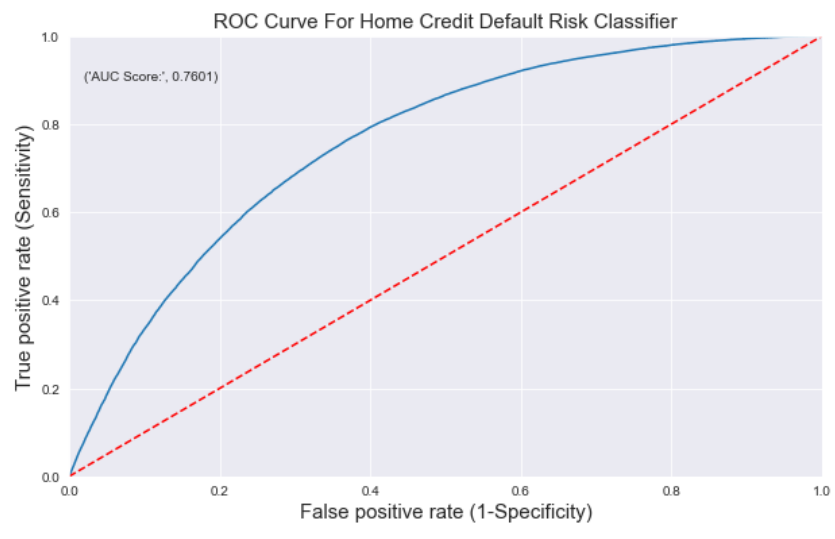 ROC Curve For Home Credit Default Risk Classifier
1.0
('AUC Score:', 0.7601)
0.8
0.6
0.4
0.2
0.0
True positive rate (Sensitivity)
0.0 0.2 0.4 0.6 0.8 1.0
False positive rate (1-Specificity)